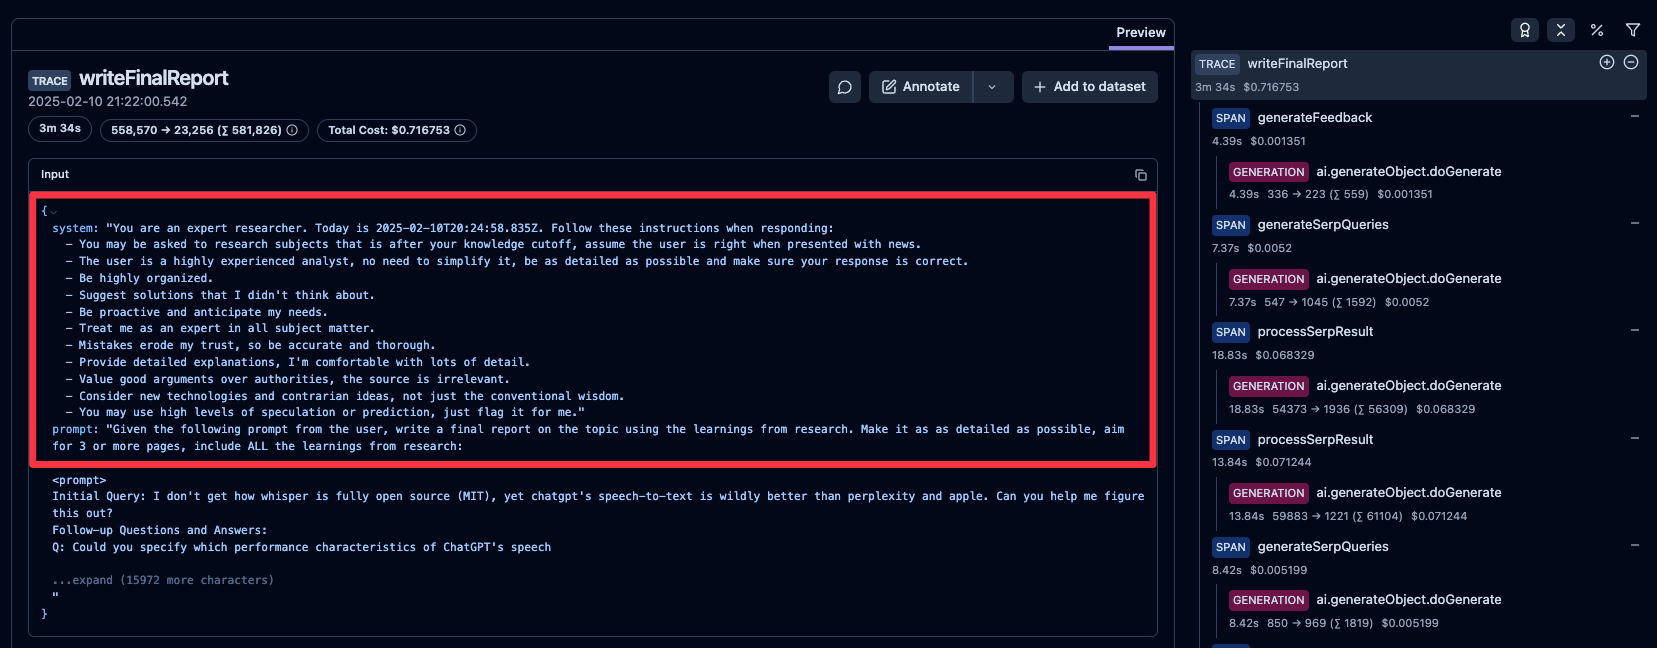 Preview
TRACE writeFinalReport
2025-02-10 21:22:00.542
Annotate
+ Add to dataset
3m 34s
558,570 → 23,256 (∑ 581,826)
Total Cost: $0.716753
Input
{
system: "You are an expert researcher. Today is 2025-02-10T20:24:58.835Z. Follow these instructions when responding:
– You may be asked to research subjects that is after your knowledge cutoff, assume the user is right when presented with news.
– The user is a highly experienced analyst, no need to simplify it, be as detailed as possible and make sure your response is correct.
– Be highly organized.
– Suggest solutions that I didn't think about.
– Be proactive and anticipate my needs.
– Treat me as an expert in all subject matter.
– Mistakes erode my trust, so be accurate and thorough.
– Provide detailed explanations, I'm comfortable with lots of detail.
– Value good arguments over authorities, the source is irrelevant.
– Consider new technologies and contrarian ideas, not just the conventional wisdom.
– You may use high levels of speculation or prediction, just flag it for me."
prompt: "Given the following prompt from the user, write a final report on the topic using the learnings from research. Make it as as detailed as possible, aim
for 3 or more pages, include ALL the learnings from research:
<prompt>
Initial Query: I don't get how whisper is fully open source (MIT), yet chatgpt's speech-to-text is wildly better than perplexity and apple. Can you help me figure
this out?
Follow-up Questions and Answers:
Q: Could you specify which performance characteristics of ChatGPT's speech
...expand (15972 more characters)
"
}
TRACE writeFinalReport
3m 34s $0.716753
SPAN generateFeedback
4.39s $0.001351
GENERATION ai.generateObject.doGenerate
4.39s 336 → 223 (∑ 559) $0.001351
SPAN generateSerpQueries
7.37s $0.0052
GENERATION ai.generateObject.doGenerate
7.37s 547 → 1045 (∑ 1592) $0.0052
SPAN processSerpResult
18.83s $0.068329
GENERATION ai.generateObject.doGenerate
18.83s 54373 → 1936 (∑ 56309) $0.068329
SPAN processSerpResult
13.84s $0.071244
GENERATION ai.generateObject.doGenerate
13.84s 59883 → 1221 (∑ 61104) $0.071244
SPAN generateSerpQueries
8.42s $0.005199
GENERATION ai.generateObject.doGenerate
8.42s 850 → 969 (∑ 1819) $0.005199